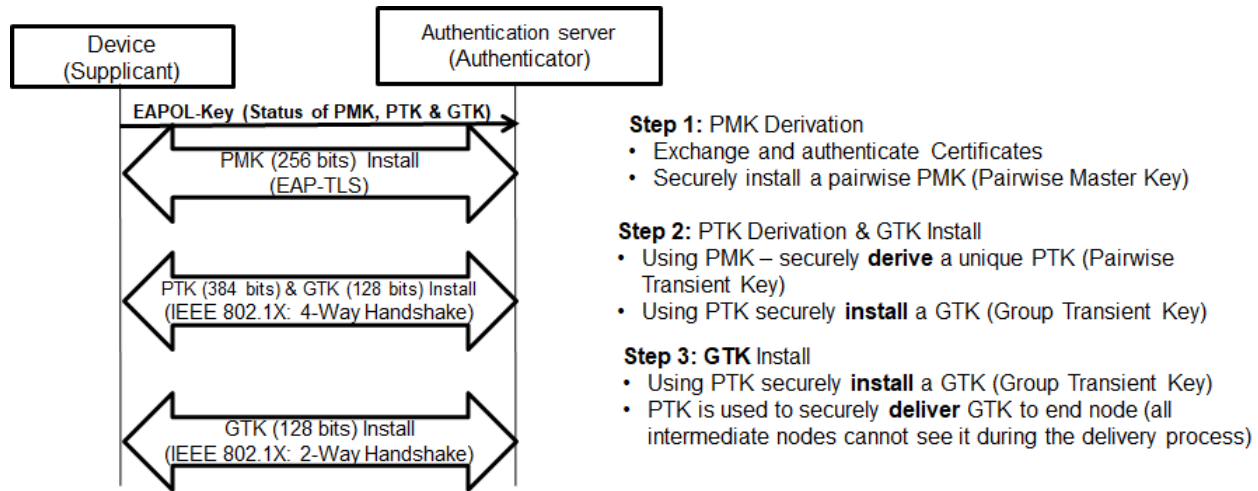 Device
(Supplicant)
Authentication server
(Authenticator)
EAPOL-Key (Status of PMK, PTK & GTK)
PMK (256 bits) Install
(EAP-TLS)
PTK (384 bits) & GTK (128 bits) Install
(IEEE 802.1X: 4-Way Handshake)
GTK (128 bits) Install
(IEEE 802.1X: 2-Way Handshake)
Step 1: PMK Derivation
• Exchange and authenticate Certificates
• Securely install a pairwise PMK (Pairwise Master Key)
Step 2: PTK Derivation & GTK Install
• Using PMK – securely derive a unique PTK (Pairwise
Transient Key)
• Using PTK securely install a GTK (Group Transient Key)
Step 3: GTK Install
• Using PTK securely install a GTK (Group Transient Key)
• PTK is used to securely deliver GTK to end node (all
intermediate nodes cannot see it during the delivery process)